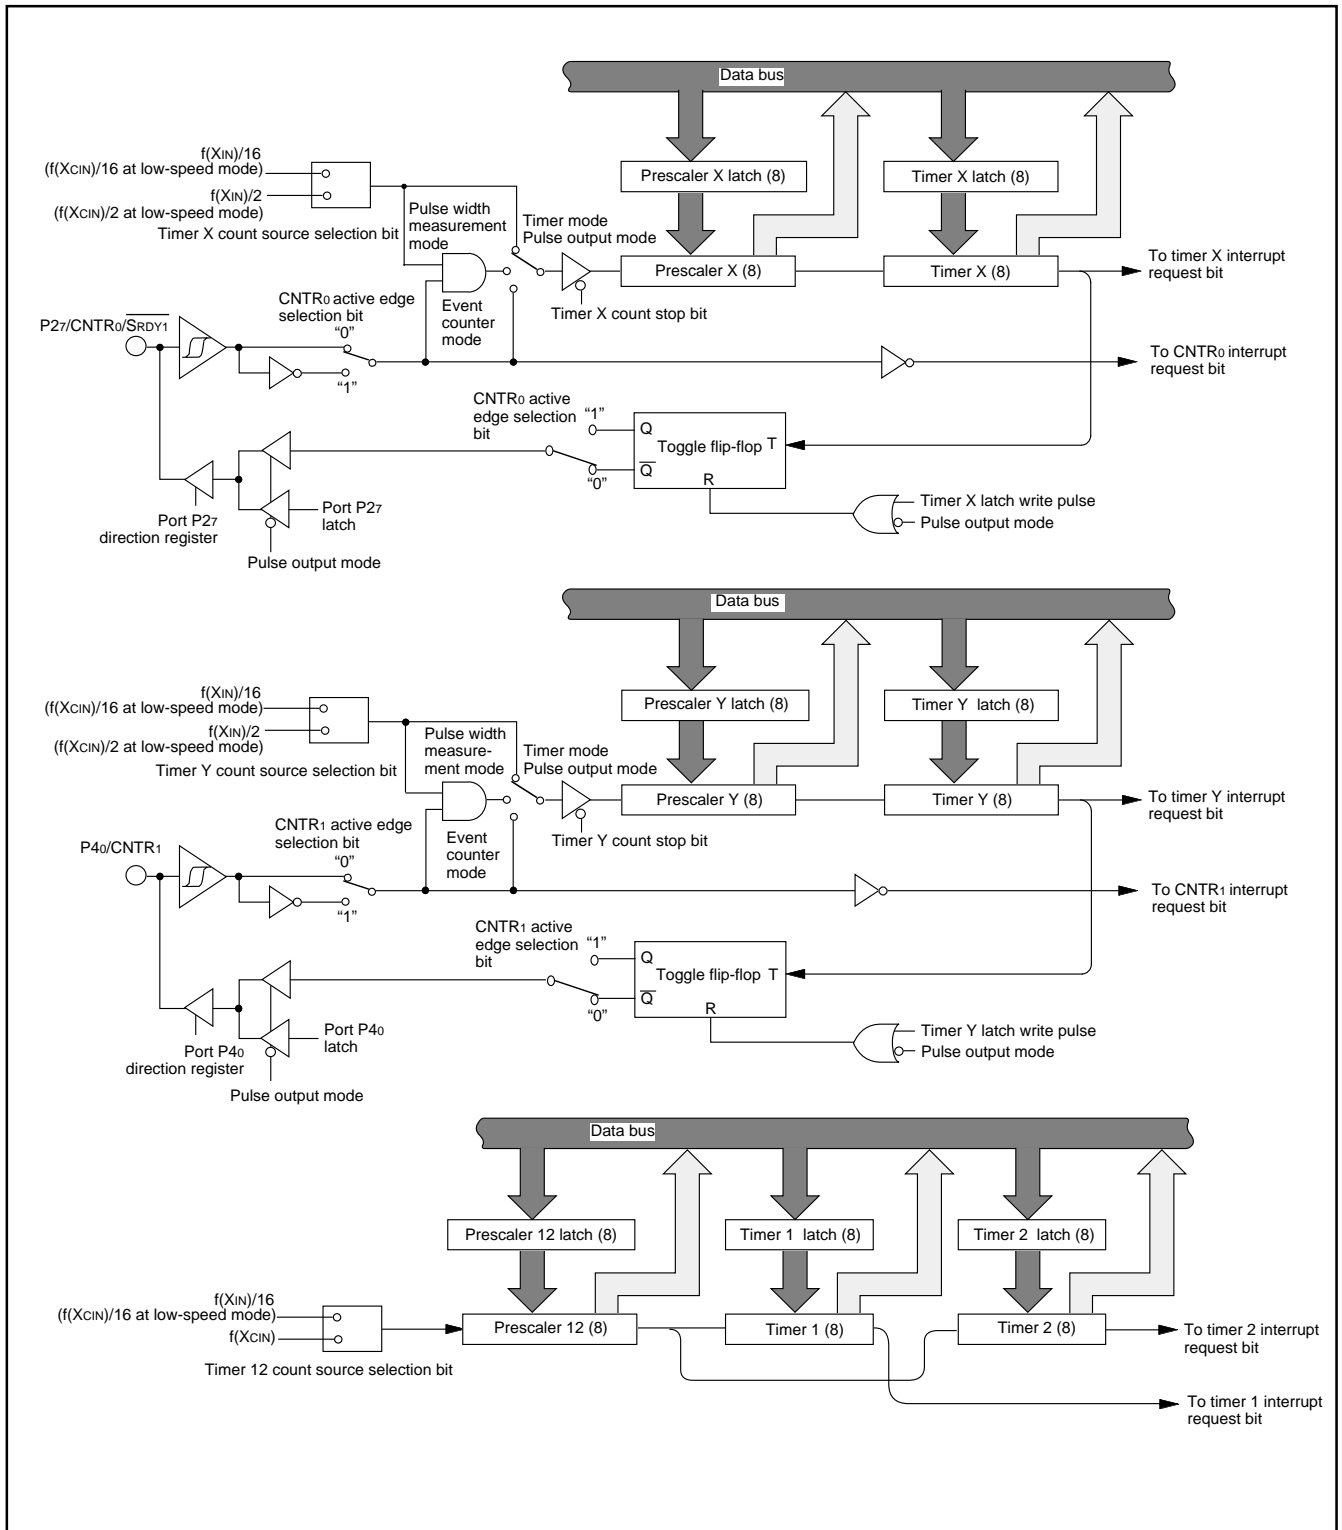 Data bus
f(XIN)/16
(f(XCIN)/16 at low-speed mode)
f(XIN)/2
(f(XCIN)/2 at low-speed mode)
Timer X count source selection bit
Prescaler X latch (8)
Timer X latch (8)
Pulse width
measurement
mode
Timer mode
Pulse output mode
Prescaler X (8)
Timer X (8)
To timer X interrupt
request bit
Timer X count stop bit
CNTR0 active edge
selection bit
Event
counter
mode
P27/CNTR0/SRDY1
“0”
“1”
To CNTR0 interrupt
request bit
CNTR0 active
edge selection
bit
“1”
“0”
Q
Toggle flip-flop
T
Q
R
Port P27
latch
Port P27
direction register
Pulse output mode
Timer X latch write pulse
Pulse output mode
Data bus
f(XIN)/16
(f(XCIN)/16 at low-speed mode)
f(XIN)/2
(f(XCIN)/2 at low-speed mode)
Timer Y count source selection bit
Prescaler Y latch (8)
Timer Y latch (8)
Pulse width
measure-
ment mode
Timer mode
Pulse output mode
Prescaler Y (8)
Timer Y (8)
To timer Y interrupt
request bit
Timer Y count stop bit
CNTR1 active edge
selection bit
Event
counter
mode
P40/CNTR1
“0”
“1”
To CNTR1 interrupt
request bit
CNTR1 active
edge selection
bit
“1”
“0”
Q
Toggle flip-flop
T
Q
R
Port P40
latch
Port P40
direction register
Pulse output mode
Timer Y latch write pulse
Pulse output mode
Data bus
Prescaler 12 latch (8)
Timer 1 latch (8)
Timer 2 latch (8)
f(XIN)/16
(f(XCIN)/16 at low-speed mode)
f(XCIN)
Timer 12 count source selection bit
Prescaler 12 (8)
Timer 1 (8)
Timer 2 (8)
To timer 2 interrupt
request bit
To timer 1 interrupt
request bit